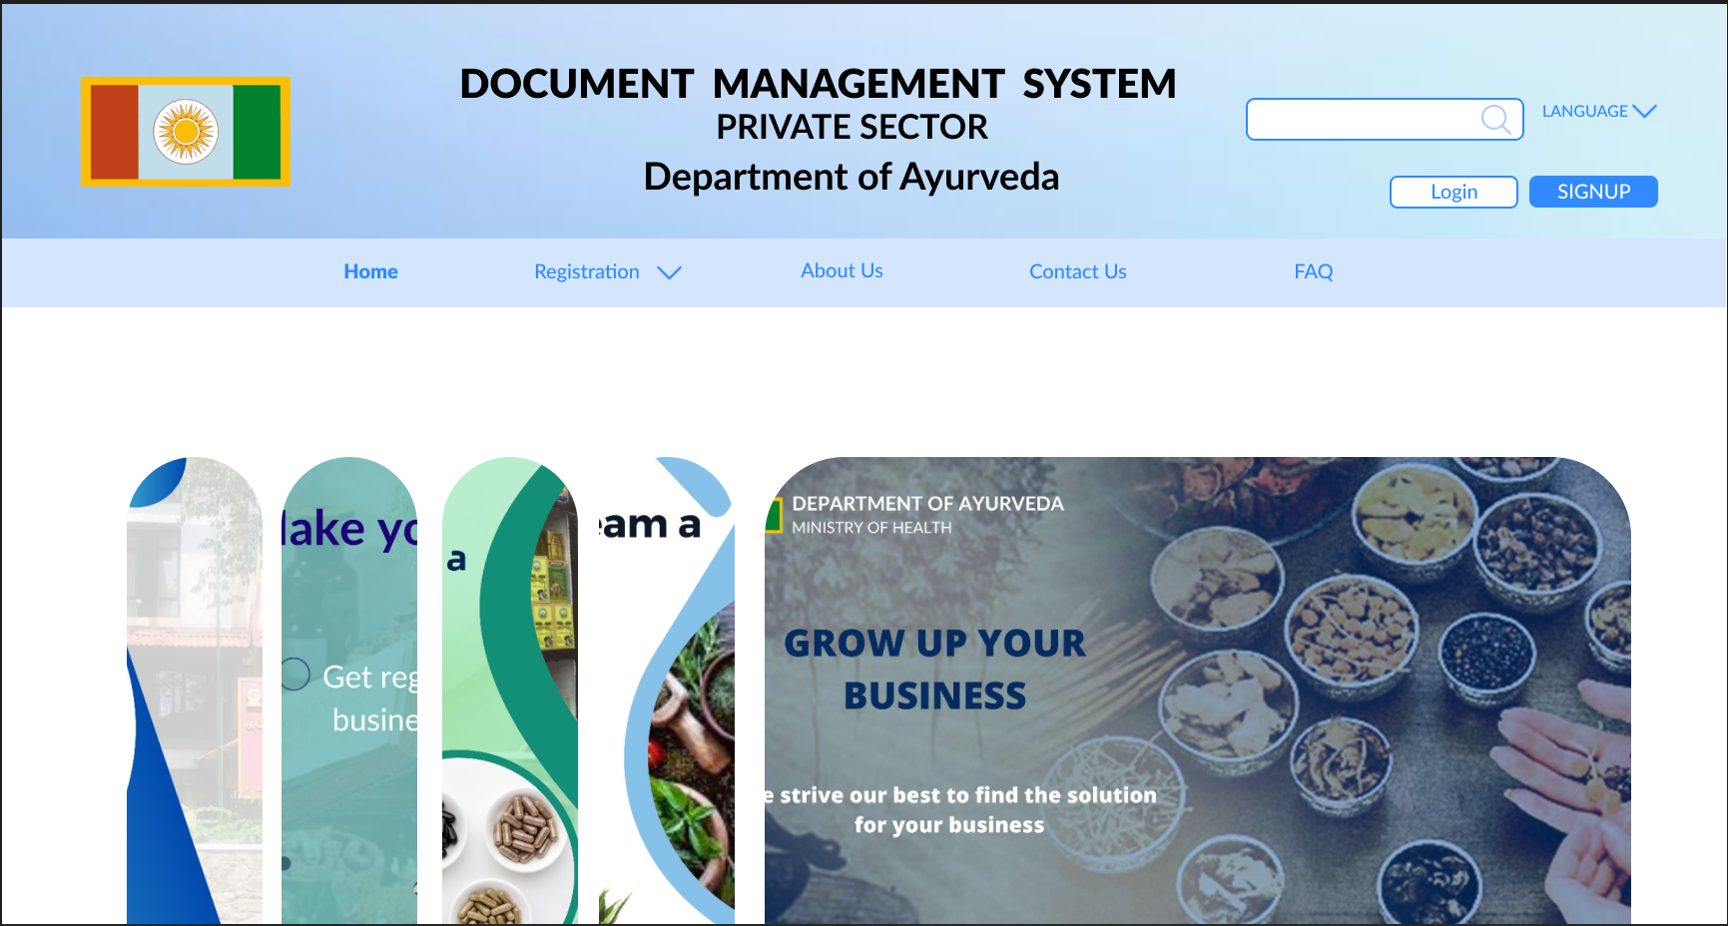 DOCUMENT MANAGEMENT SYSTEM
PRIVATE SECTOR
Department of Ayurveda
LANGUAGE
Login
SIGNUP
Home
Registration
About Us
Contact Us
FAQ
lake yo
Get reg
busine
a
eam a
DEPARTMENT OF AYURVEDA
MINISTRY OF HEALTH
GROW UP YOUR
BUSINESS
e strive our best to find the solution
for your business